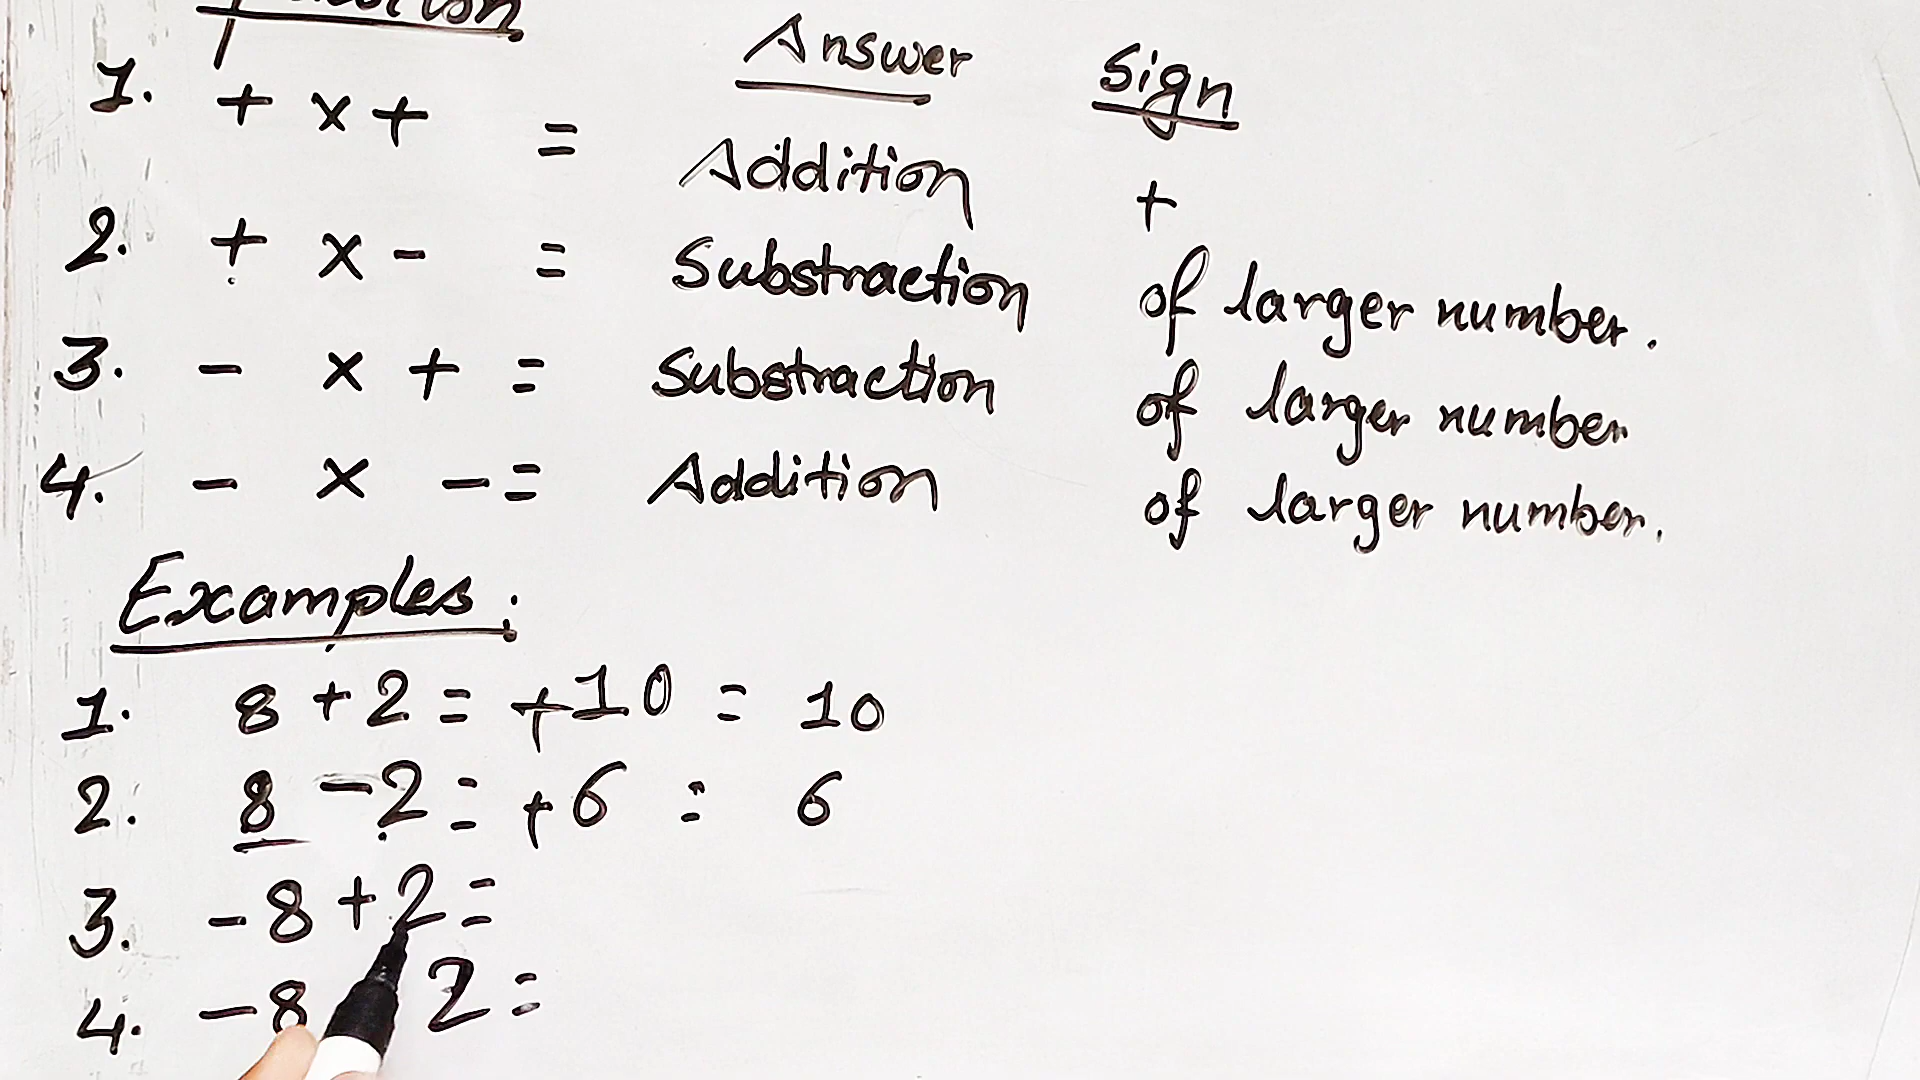 Answer Sign
1. + x + = Addition +
2. + x - = Substraction of larger number.
3. - x + = Substraction of larger number
4. - x - = Addition of larger number.
Examples:
1. 8 + 2 = +10 = 10
2. 8 - 2 = +6 = 6
3. -8 + 2 =
4. -8 2 =